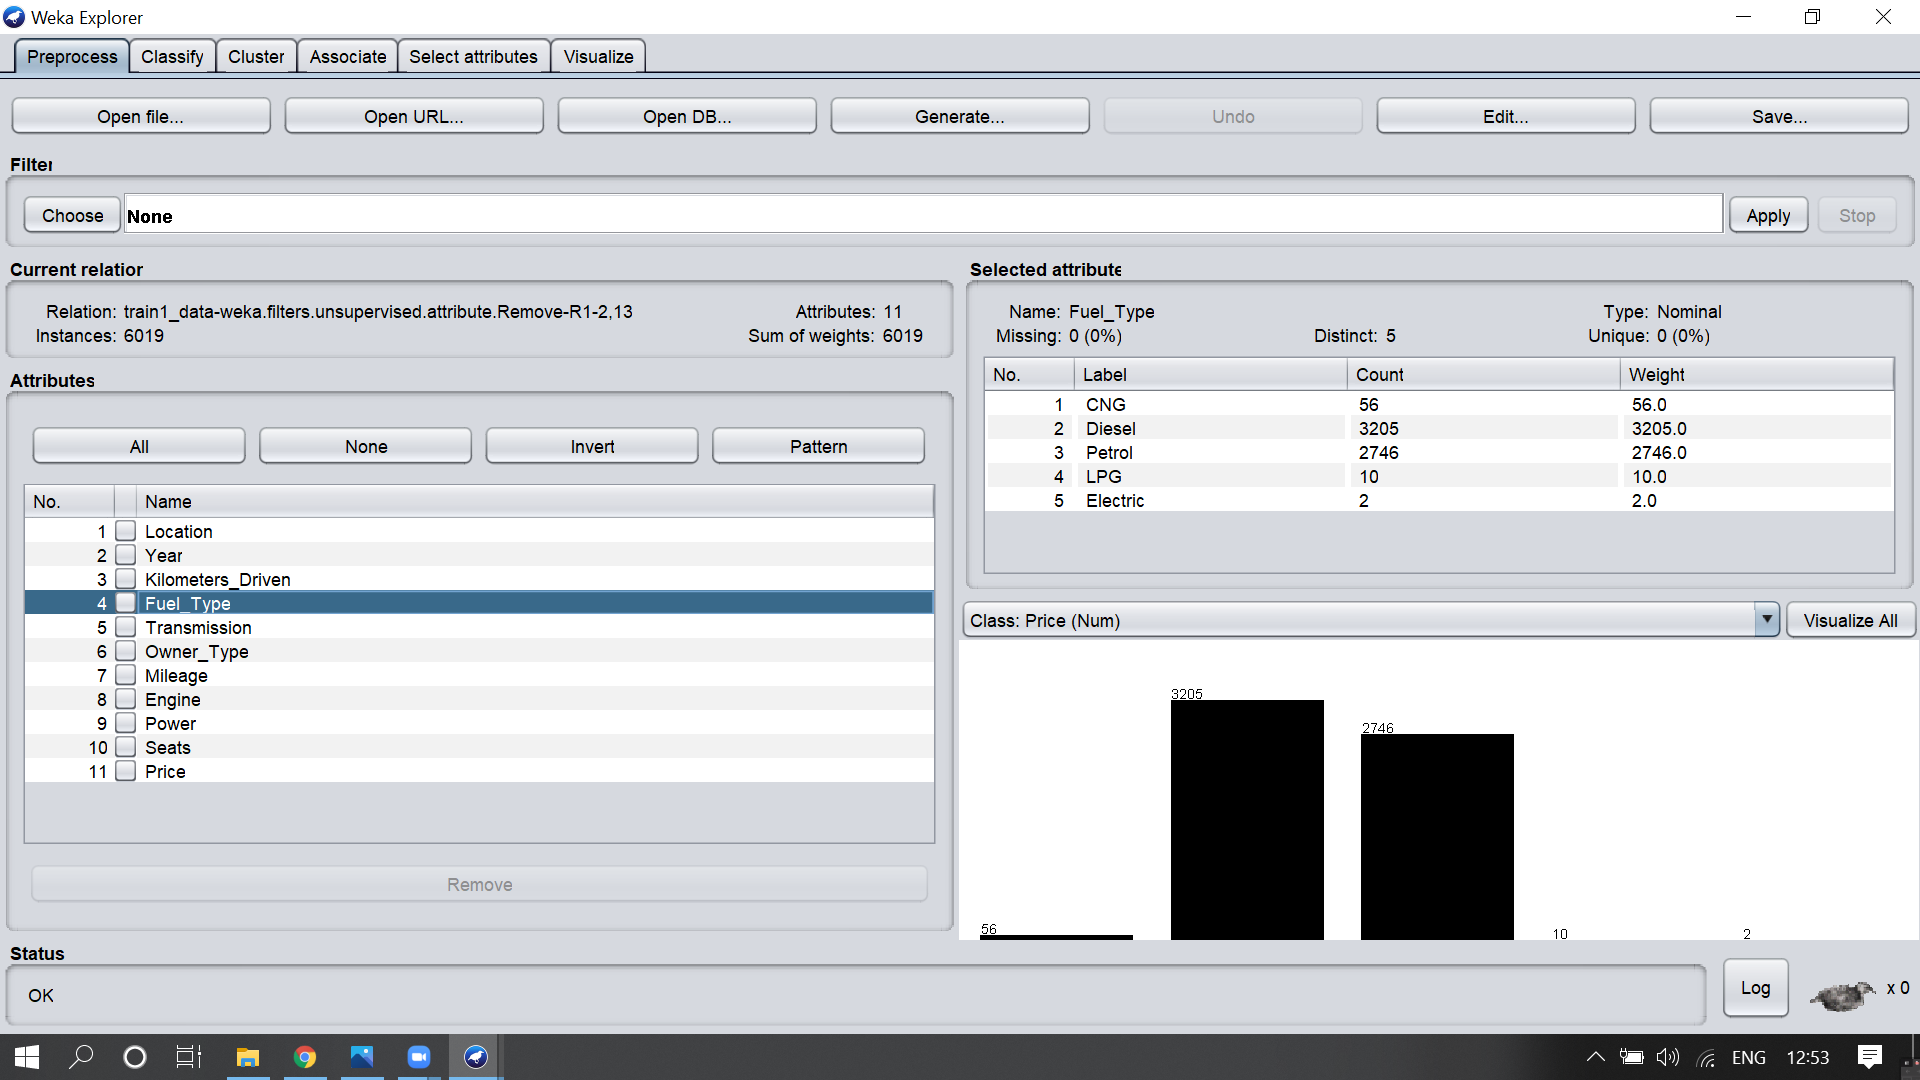 Weka Explorer
Preprocess Classify Cluster Associate Select attributes Visualize
Open file... Open URL... Open DB... Generate... Undo Edit... Save...
Filter
Choose None Apply Stop
Current relation
Relation: train1_data-weka.filters.unsupervised.attribute.Remove-R1-2,13 Attributes: 11
Instances: 6019 Sum of weights: 6019
Attributes
All None Invert Pattern
No. Name
1 Location
2 Year
3 Kilometers_Driven
4 Fuel_Type
5 Transmission
6 Owner_Type
7 Mileage
8 Engine
9 Power
10 Seats
11 Price
Remove
Selected attribute
Name: Fuel_Type Type: Nominal
Missing: 0 (0%) Distinct: 5 Unique: 0 (0%)
No. Label Count Weight
1 CNG 56 56.0
2 Diesel 3205 3205.0
3 Petrol 2746 2746.0
4 LPG 10 10.0
5 Electric 2 2.0
Class: Price (Num) Visualize All
3205
2746
56
10
2
Status
OK
Log x 0
ENG 12:53